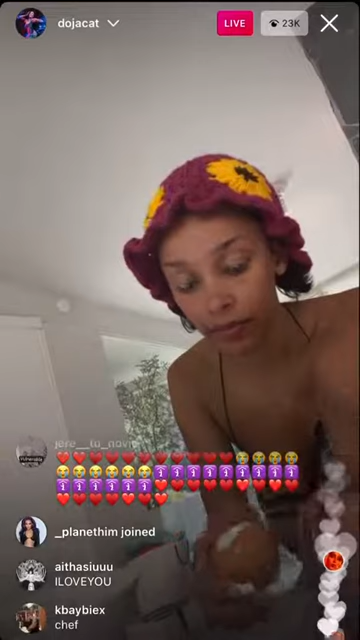 dojacat
LIVE
23K
_planethim joined
aithasiuuu
ILOVEYOU
kbaybiex
chef